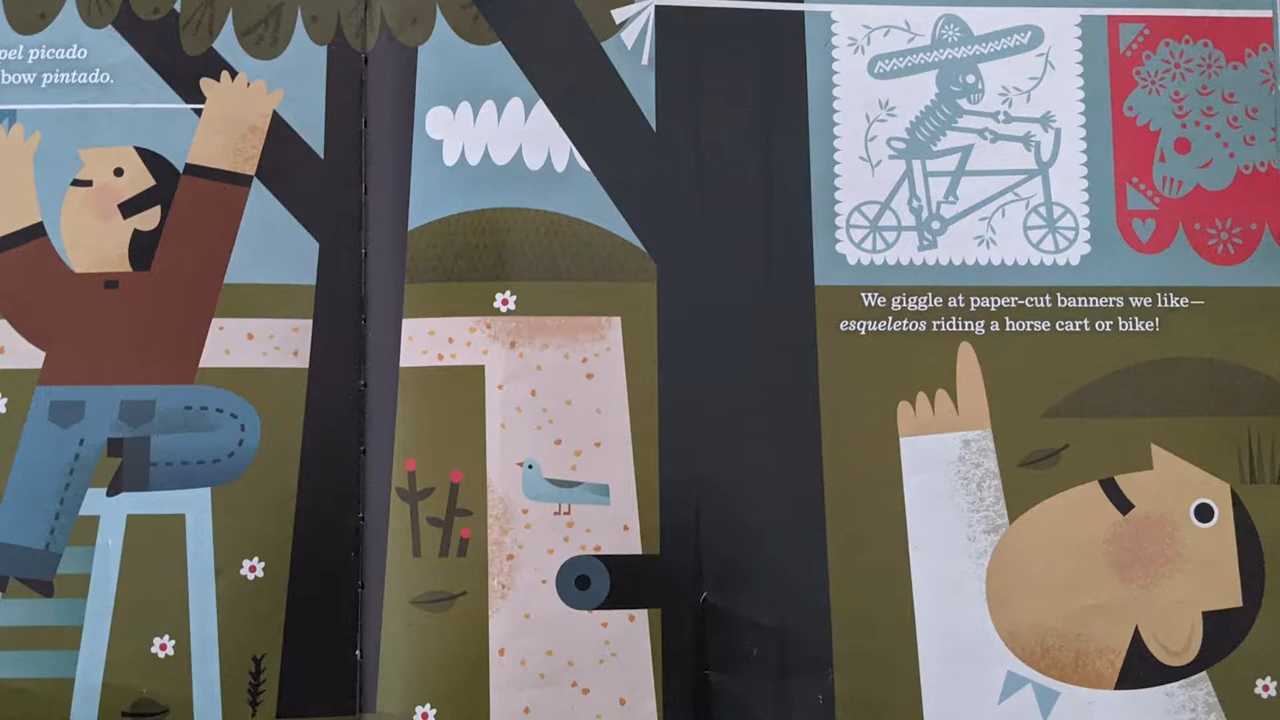 pel picado
bow pintado.
We giggle at paper-cut banners we like—
esqueletos riding a horse cart or bike!